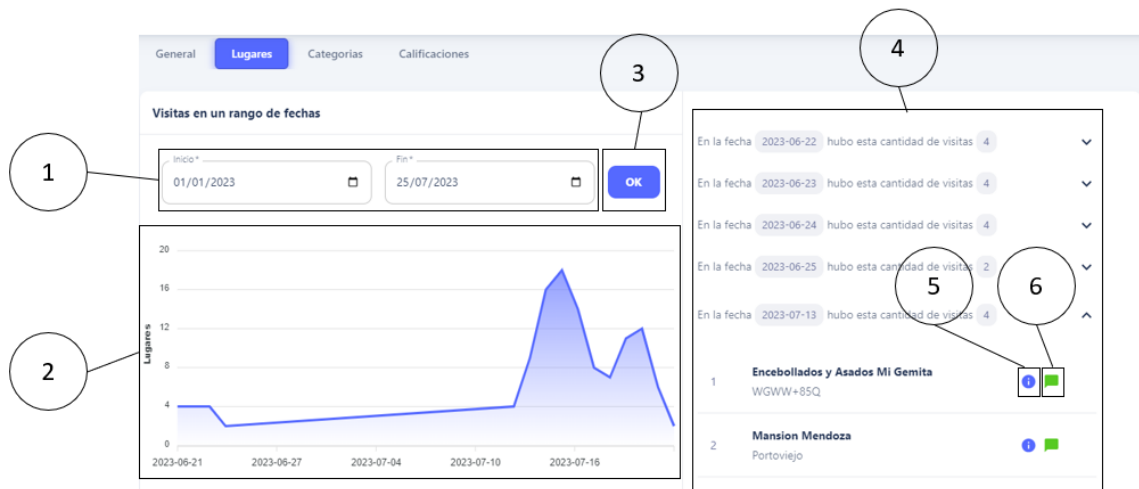 General Lugares Categorias Calificaciones
3
4
Visitas en un rango de fechas
1
Inicio *
01/01/2023
Fin *
25/07/2023
OK
2
20
16
12
8
4
0
Lugares
2023-06-21 2023-06-27 2023-07-04 2023-07-10 2023-07-16
En la fecha 2023-06-22 hubo esta cantidad de visitas 4
En la fecha 2023-06-23 hubo esta cantidad de visitas 4
En la fecha 2023-06-24 hubo esta cantidad de visitas 4
En la fecha 2023-06-25 hubo esta cantidad de visitas 2
5
6
En la fecha 2023-07-13 hubo esta cantidad de visitas 4
1
Encebollados y Asados Mi Gemita
WGWW+85Q
2
Mansion Mendoza
Portoviejo